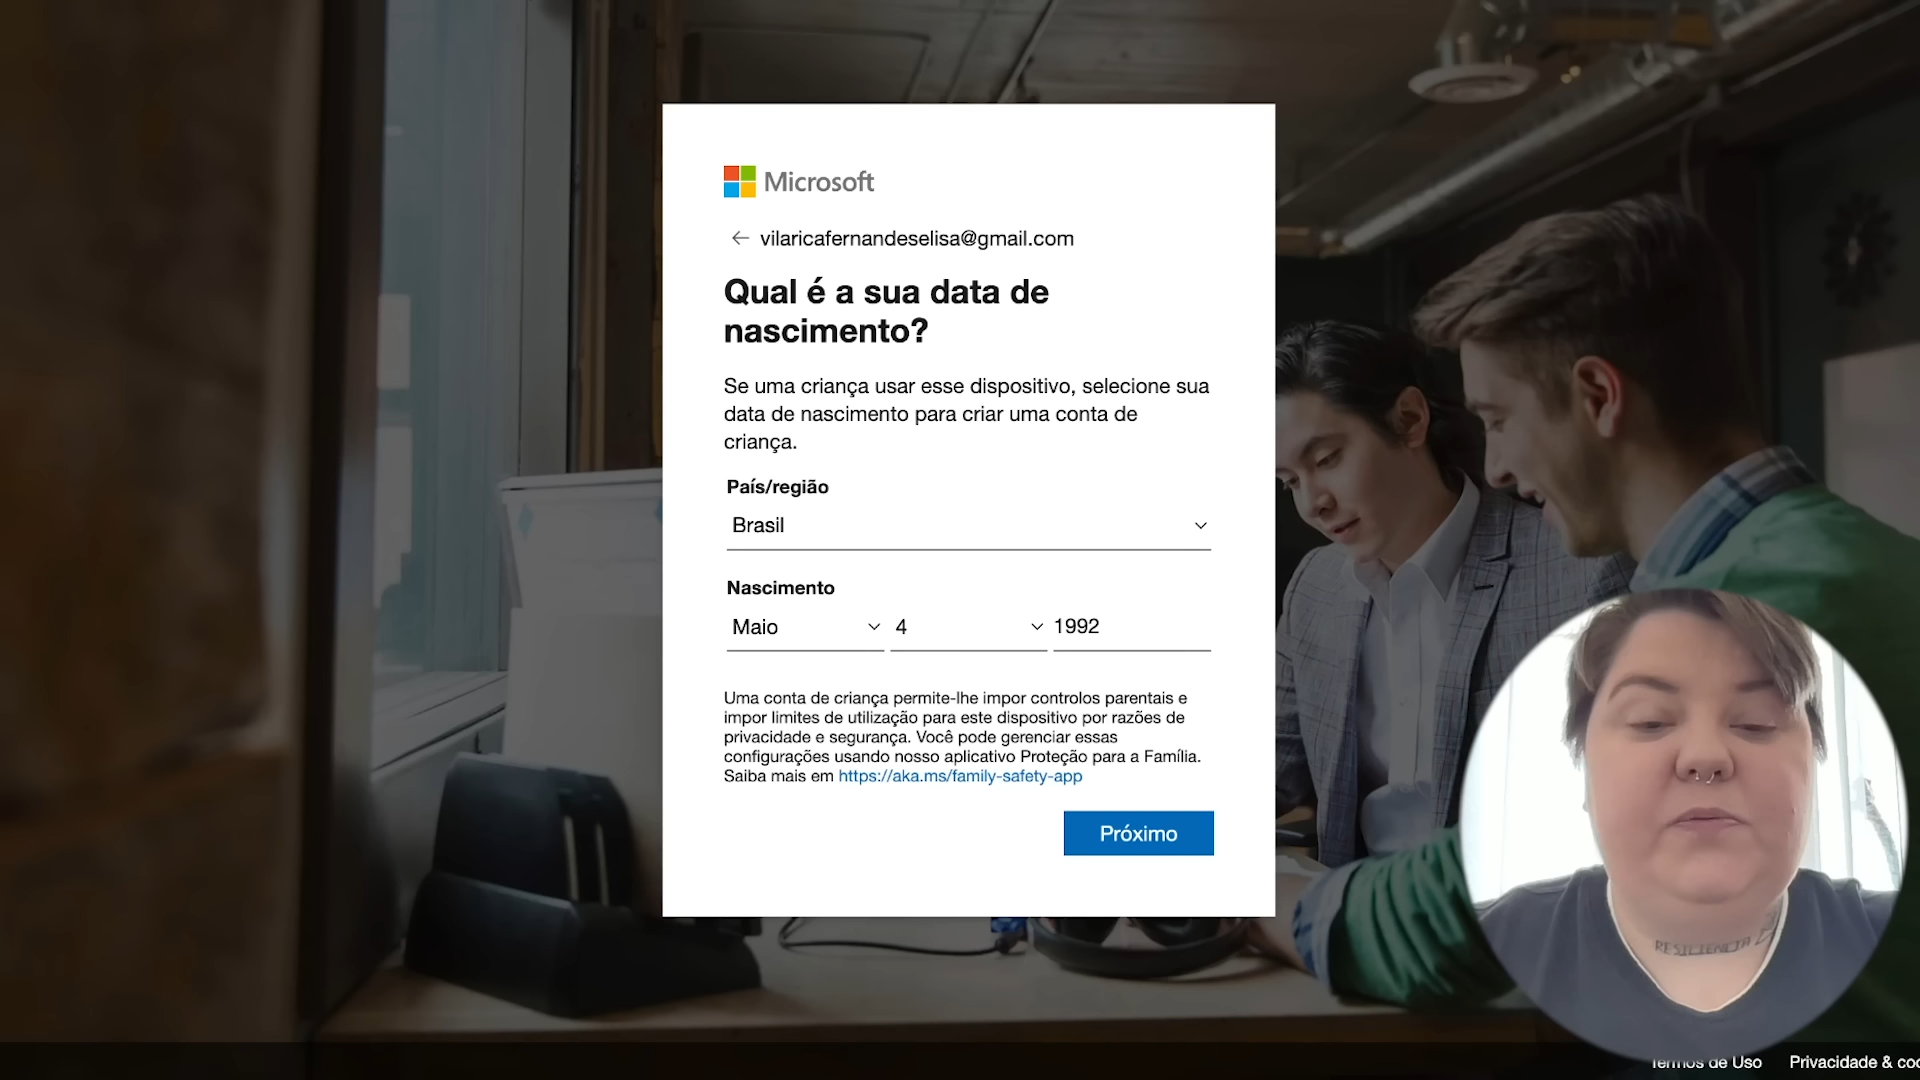 Microsoft
vilaricafernandeselisa@gmail.com
Qual é a sua data de
nascimento?
Se uma criança usar esse dispositivo, selecione sua
data de nascimento para criar uma conta de
criança.
País/região
Brasil
Nascimento
Maio 4 1992
Uma conta de criança permite-lhe impor controlos parentais e
impor limites de utilização para este dispositivo por razões de
privacidade e segurança. Você pode gerenciar essas
configurações usando nosso aplicativo Proteção para a Família.
Saiba mais em https://aka.ms/family-safety-app
Próximo
RESILIENCIA
Termos de Uso Privacidade & coo